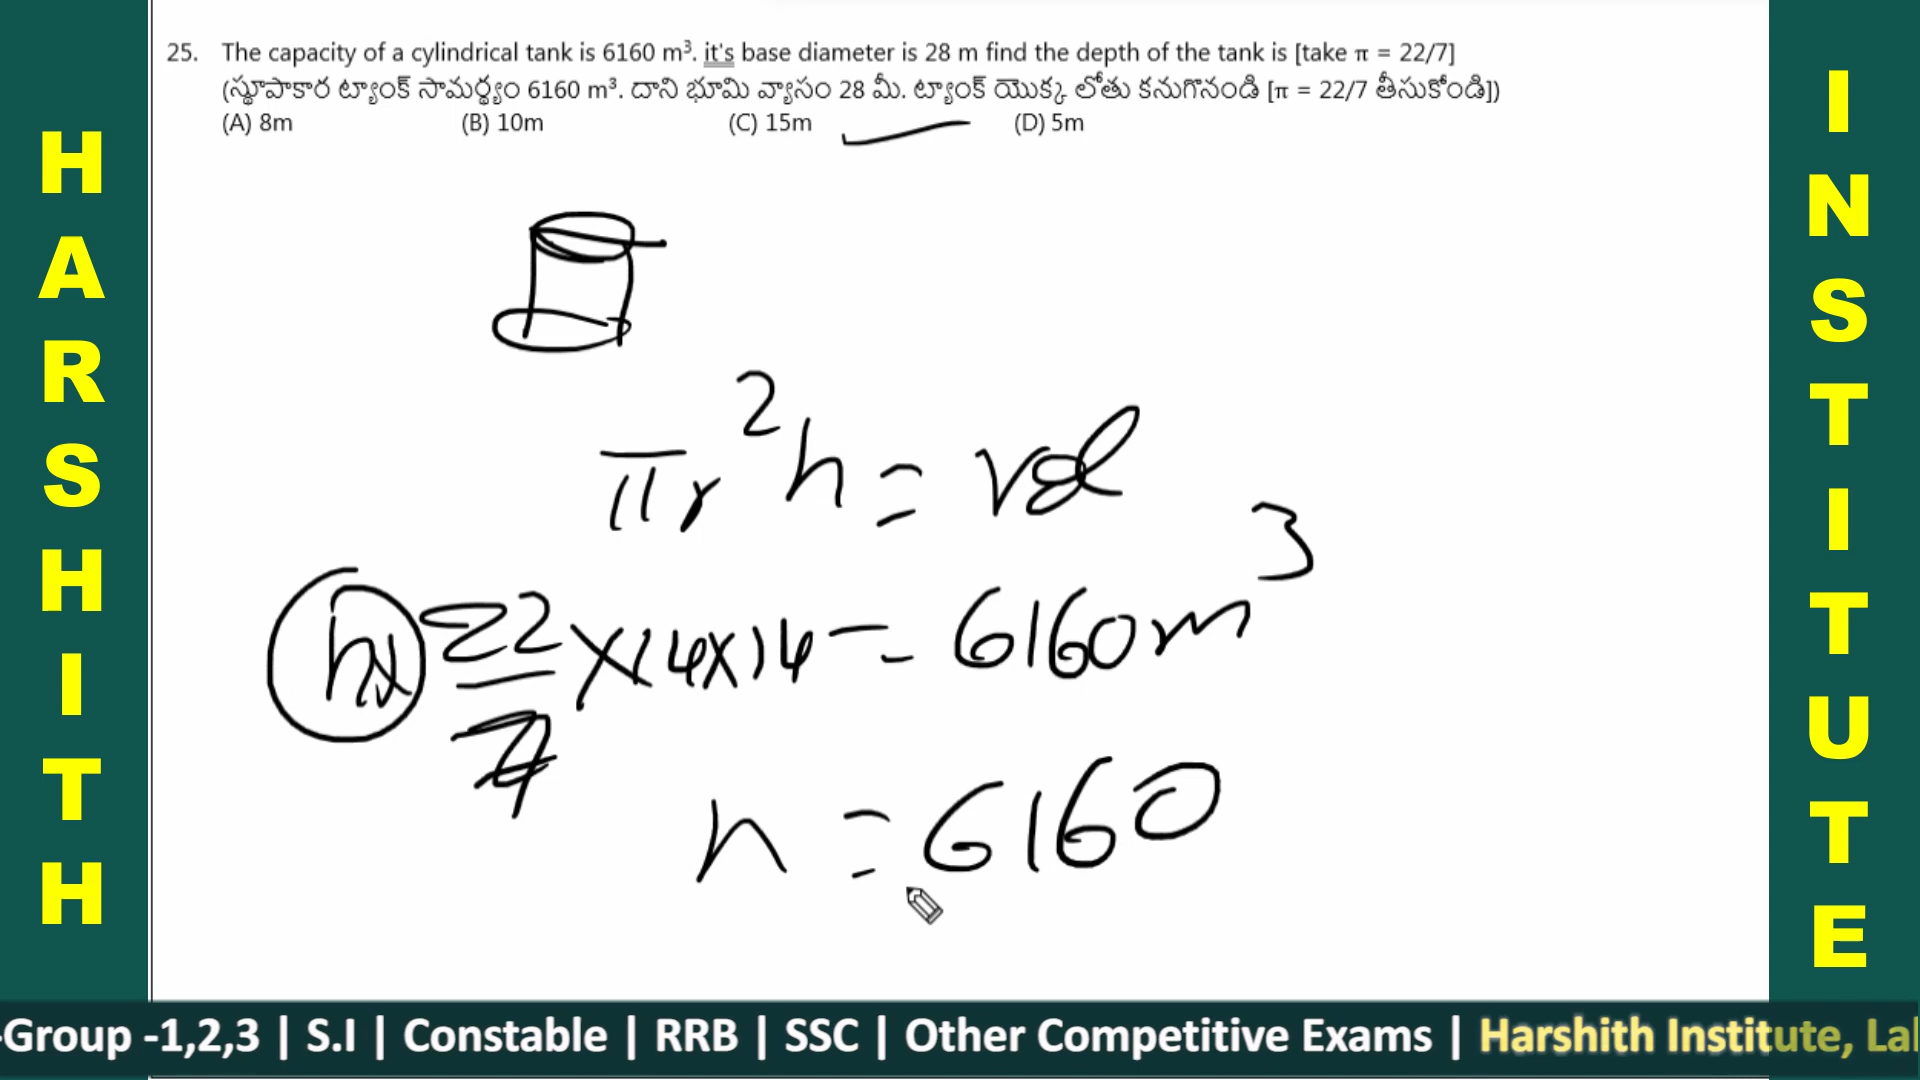 HARSHITH
25. The capacity of a cylindrical tank is 6160 m³. it's base diameter is 28 m find the depth of the tank is [take π = 22/7]
(స్థూపాకార ట్యాంక్ సామర్థ్యం 6160 m³. దాని భూమి వ్యాసం 28 మీ. ట్యాంక్ యొక్క లోతు కనుగొనండి [π = 22/7 తీసుకోండి])
(A) 8m (B) 10m (C) 15m (D) 5m
πr²h = vol
hx 22/7 × 14 × 14 = 6160m³
h = 6160
INSTITUTE
-Group -1,2,3 | S.I | Constable | RRB | SSC | Other Competitive Exams | Harshith Institute, Lal